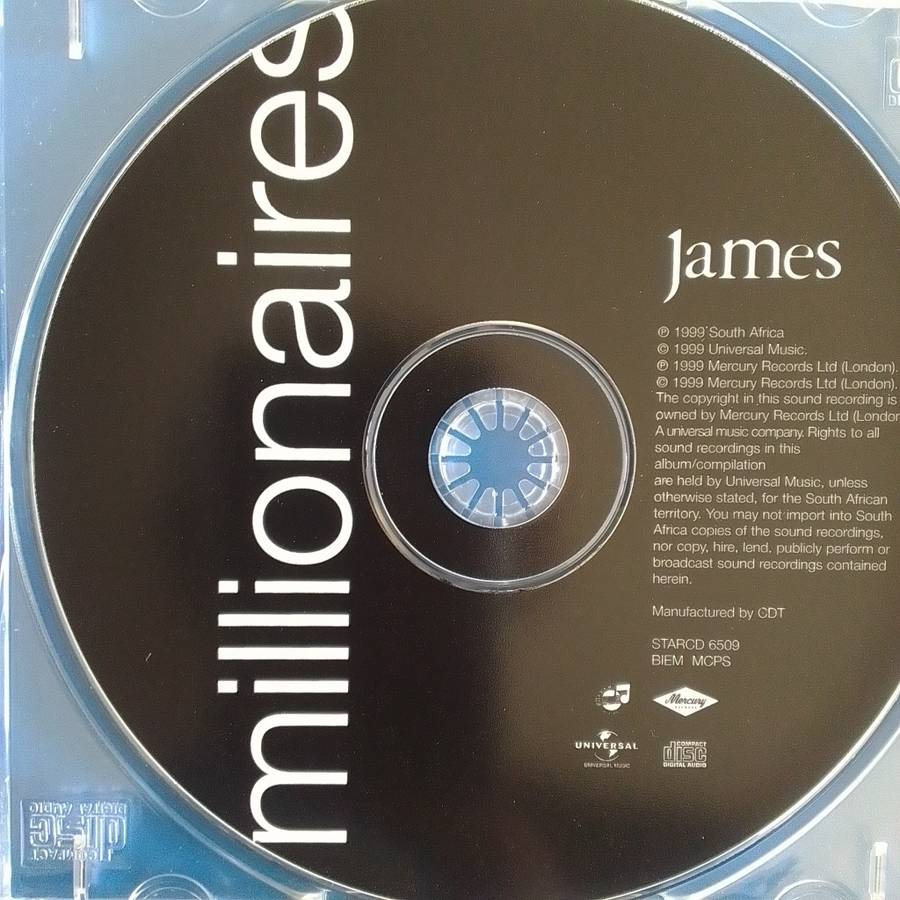 millionaires
James
℗ 1999 South Africa
© 1999 Universal Music.
℗ 1999 Mercury Records Ltd (London).
© 1999 Mercury Records Ltd (London).
The copyright in this sound recording is
owned by Mercury Records Ltd (London
A universal music company. Rights to all
sound recordings in this
album/compilation
are held by Universal Music, unless
otherwise stated, for the South African
territory. You may not import into South
Africa copies of the sound recordings,
nor copy, hire, lend, publicly perform or
broadcast sound recordings contained
herein.
Manufactured by CDT
STARCD 6509
BIEM MCPS
Mercury
RECORDS
UNIVERSAL
UNIVERSAL MUSIC
COMPACT
disc
DIGITAL AUDIO
COMPACT
disc
DIGITAL AUDIO